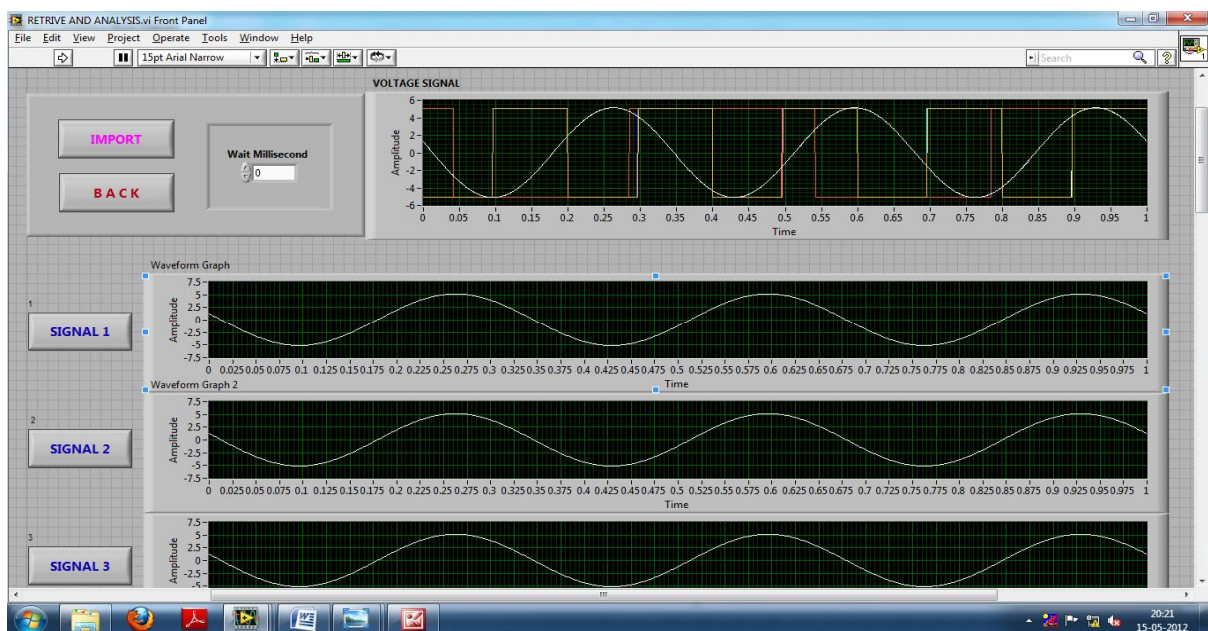 RETRIVE AND ANALYSIS.vi Front Panel
File Edit View Project Operate Tools Window Help
15pt Arial Narrow
Search
1
IMPORT
BACK
Wait Millisecond
0
VOLTAGE SIGNAL
Amplitude
6
4
2
0
-2
-4
-6
0 0.05 0.1 0.15 0.2 0.25 0.3 0.35 0.4 0.45 0.5 0.55 0.6 0.65 0.7 0.75 0.8 0.85 0.9 0.95 1
Time
Waveform Graph
1
SIGNAL 1
Amplitude
7.5
5
2.5
0
-2.5
-5
-7.5
0 0.025 0.05 0.075 0.1 0.125 0.15 0.175 0.2 0.225 0.25 0.275 0.3 0.325 0.35 0.375 0.4 0.425 0.45 0.475 0.5 0.525 0.55 0.575 0.6 0.625 0.65 0.675 0.7 0.725 0.75 0.775 0.8 0.825 0.85 0.875 0.9 0.925 0.95 0.975 1
Time
Waveform Graph 2
2
SIGNAL 2
Amplitude
7.5
5
2.5
0
-2.5
-5
-7.5
0 0.025 0.05 0.075 0.1 0.125 0.15 0.175 0.2 0.225 0.25 0.275 0.3 0.325 0.35 0.375 0.4 0.425 0.45 0.475 0.5 0.525 0.55 0.575 0.6 0.625 0.65 0.675 0.7 0.725 0.75 0.775 0.8 0.825 0.85 0.875 0.9 0.925 0.95 0.975 1
Time
3
SIGNAL 3
Amplitude
7.5
5
2.5
0
-2.5
-5
20:21
15-05-2012